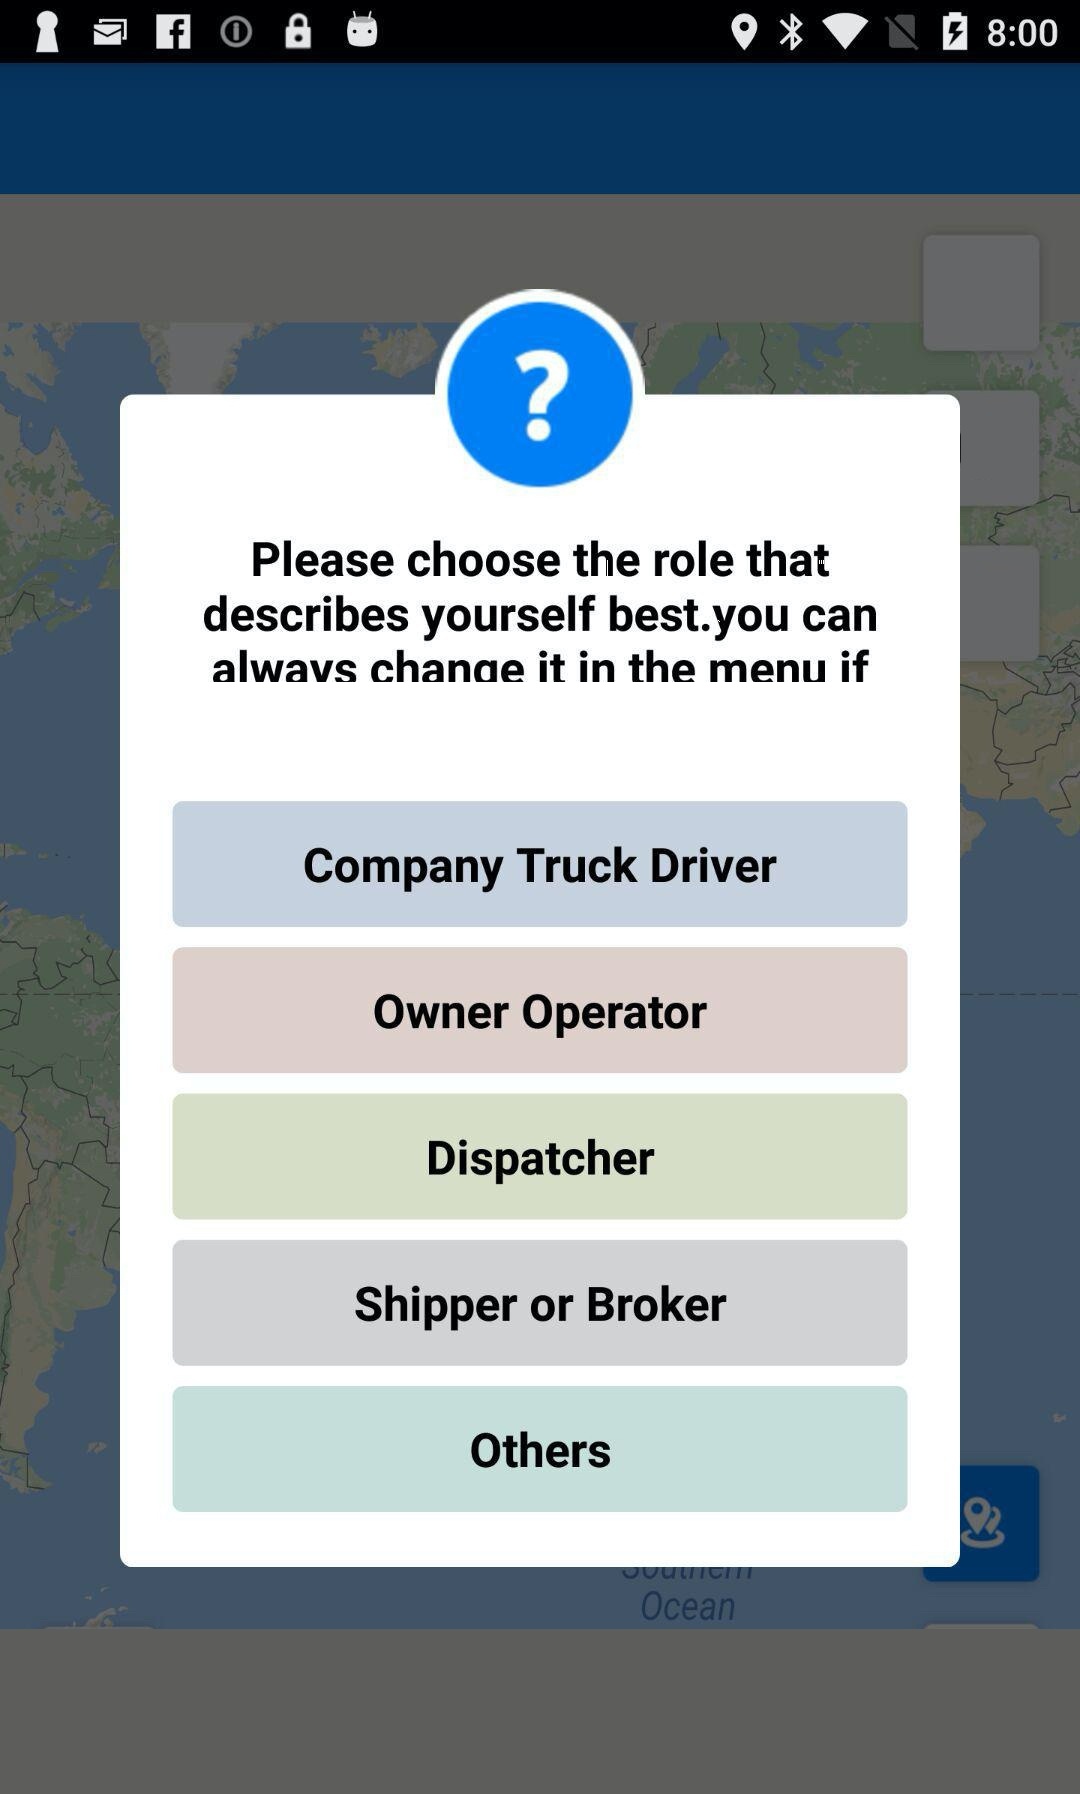 8:00
?
Please choose the role that
describes yourself best.you can
always change it in the menu if
Company Truck Driver
Owner Operator
Dispatcher
Shipper or Broker
Others
Southern
Ocean